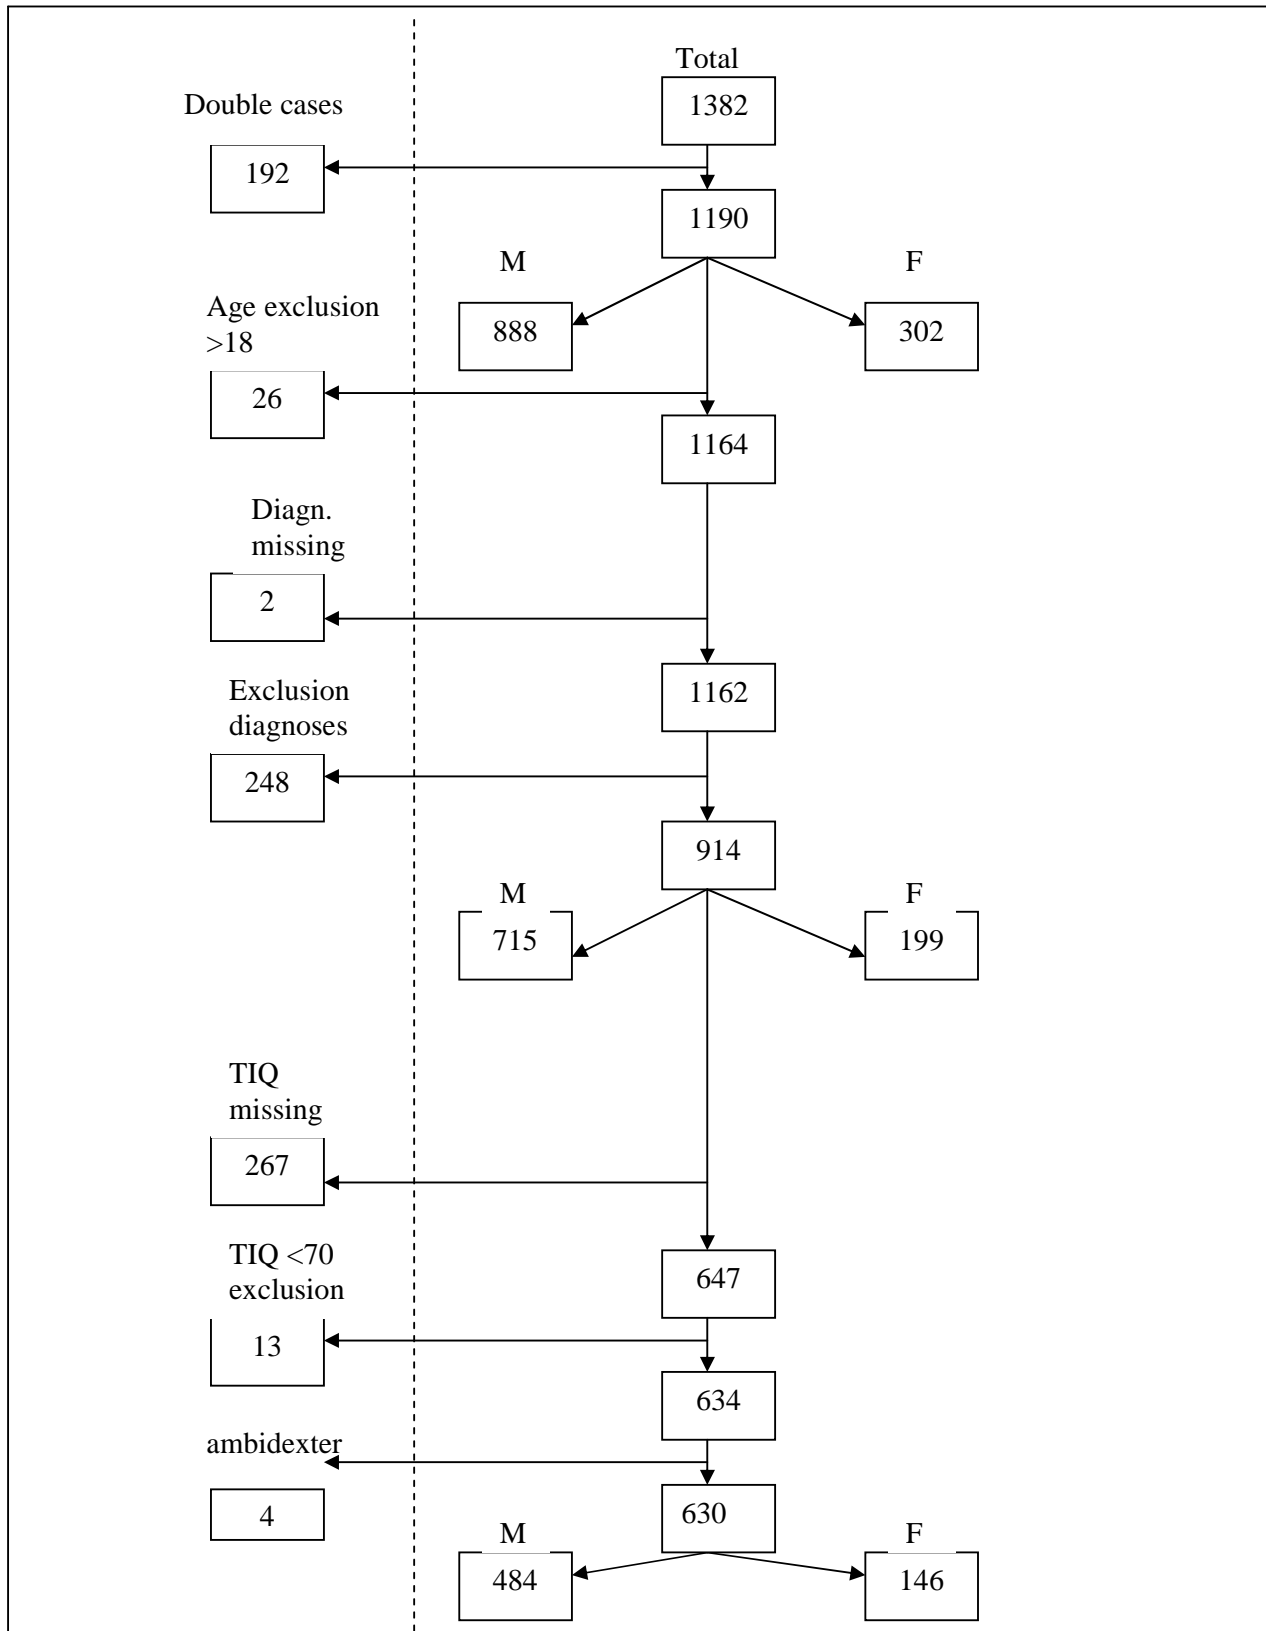 Total
1382
Double cases
192
1190
M
F
888
302
Age exclusion
>18
26
1164
Diagn.
missing
2
1162
Exclusion
diagnoses
248
914
M
F
715
199
TIQ
missing
267
647
TIQ <70
exclusion
13
634
ambidexter
4
630
M
F
484
146